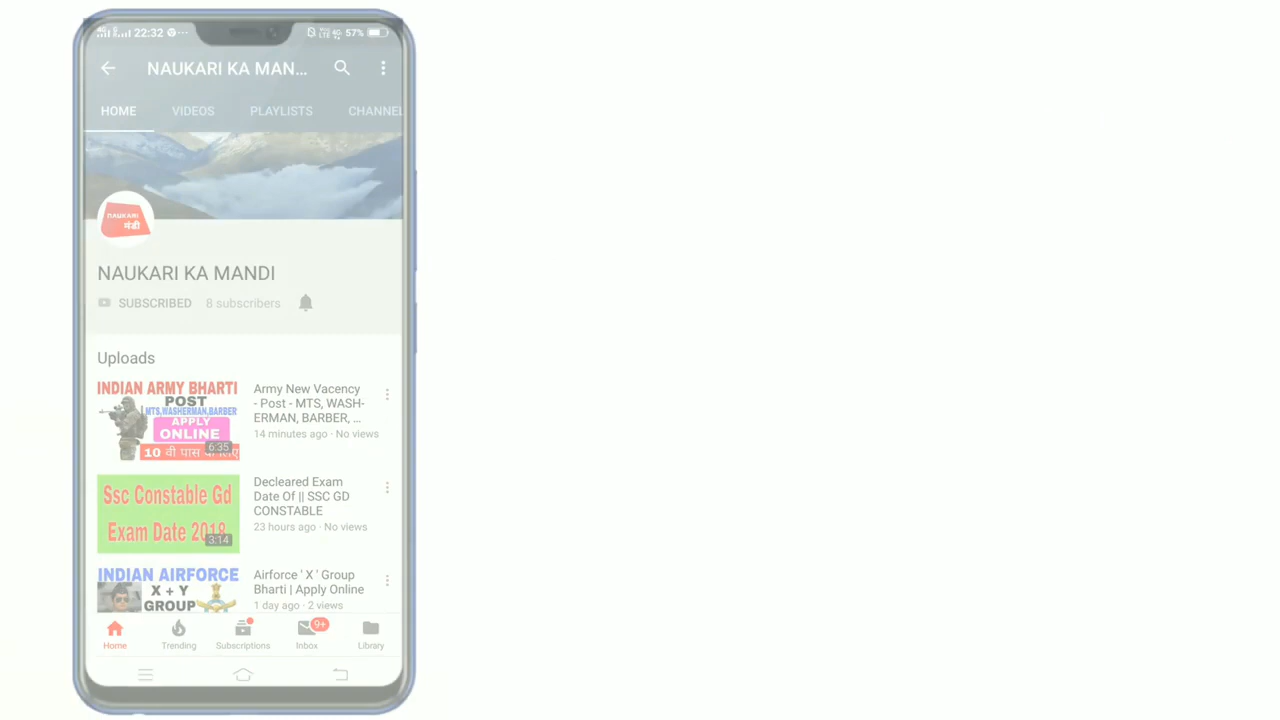 22:32
57%
NAUKARI KA MAN...
HOME VIDEOS PLAYLISTS CHANNEL
NAUKARI
मंडी
NAUKARI KA MANDI
SUBSCRIBED 8 subscribers
Uploads
INDIAN ARMY BHARTI
POST
MTS,WASHERMAN,BARBER
APPLY
ONLINE
6:35
10 वी पास के लिए
Army New Vacency
- Post - MTS, WASH-
ERMAN, BARBER, ...
14 minutes ago · No views
Ssc Constable Gd
Exam Date 2018
3:14
Decleared Exam
Date Of || SSC GD
CONSTABLE
23 hours ago · No views
INDIAN AIRFORCE
X + Y
GROUP
Airforce ' X ' Group
Bharti | Apply Online
1 day ago · 2 views
9+
Home Trending Subscriptions Inbox Library